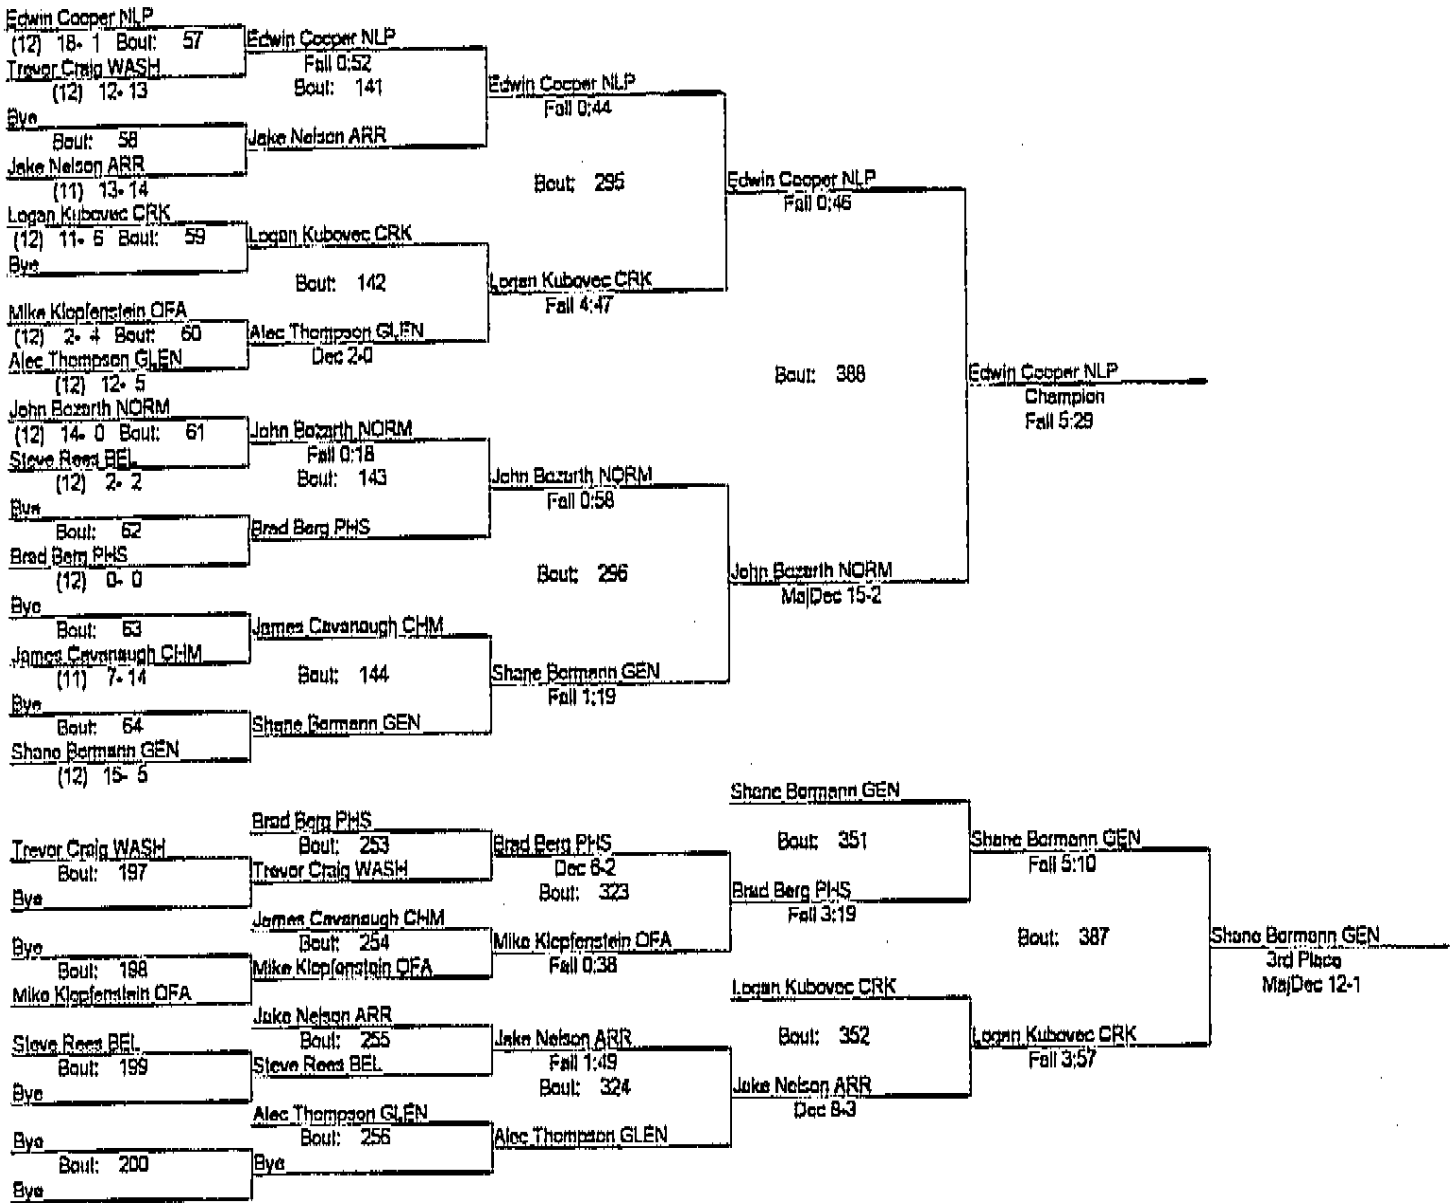 Edwin Cooper NLP
(12) 18- 1 Bout: 57
Trevor Craig WASH
(12) 12- 13
Bye
Bout: 58
Jake Nelson ARR
(11) 13- 14
Logan Kubovec CRK
(12) 11- 6 Bout: 59
Bye
Mike Klopfenstein OFA
(12) 2- 4 Bout: 60
Alec Thompson GLEN
(12) 12- 5
John Bozarth NORM
(12) 14- 0 Bout: 61
Steve Rees BEL
(12) 2- 2
Bye
Bout: 62
Brad Berg PHS
(12) 0- 0
Bye
Bout: 63
James Cavanaugh CHM
(11) 7- 14
Bye
Bout: 64
Shane Bormann GEN
(12) 15- 5
Edwin Cooper NLP
Fall 0:52
Bout: 141
Jake Nelson ARR
Logan Kubovec CRK
Bout: 142
Alec Thompson GLEN
Dec 2-0
John Bozarth NORM
Fall 0:18
Bout: 143
Brad Berg PHS
James Cavanaugh CHM
Bout: 144
Shane Bormann GEN
Edwin Cooper NLP
Fall 0:44
Bout: 295
Logan Kubovec CRK
Fall 4:47
John Bozarth NORM
Fall 0:58
Bout: 296
Shane Bormann GEN
Fall 1:19
Edwin Cooper NLP
Fall 0:46
Bout: 388
John Bozarth NORM
MajDec 15-2
Edwin Cooper NLP
Champion
Fall 5:29
Trevor Craig WASH
Bout: 197
Bye
Bye
Bout: 198
Mike Klopfenstein OFA
Steve Rees BEL
Bout: 199
Bye
Bye
Bout: 200
Bye
Brad Berg PHS
Bout: 253
Trevor Craig WASH
James Cavanaugh CHM
Bout: 254
Mike Klopfenstein OFA
Jake Nelson ARR
Bout: 255
Steve Rees BEL
Alec Thompson GLEN
Bout: 256
Bye
Brad Berg PHS
Dec 6-2
Bout: 323
Mike Klopfenstein OFA
Fall 0:38
Jake Nelson ARR
Fall 1:49
Bout: 324
Alec Thompson GLEN
Shane Bormann GEN
Bout: 351
Brad Berg PHS
Fall 3:19
Logan Kubovec CRK
Bout: 352
Jake Nelson ARR
Dec 8-3
Shane Bormann GEN
Fall 5:10
Bout: 387
Logan Kubovec CRK
Fall 3:57
Shane Bormann GEN
3rd Place
MajDec 12-1